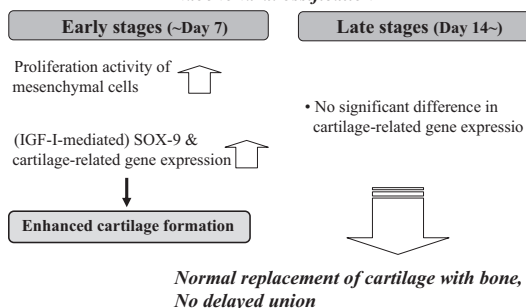 Early stages (~Day 7)
Late stages (Day 14~)
Proliferation activity of
mesenchymal cells
(IGF-I-mediated) SOX-9 &
cartilage-related gene expression
Enhanced cartilage formation
• No significant difference in
cartilage-related gene expressio
Normal replacement of cartilage with bone,
No delayed union